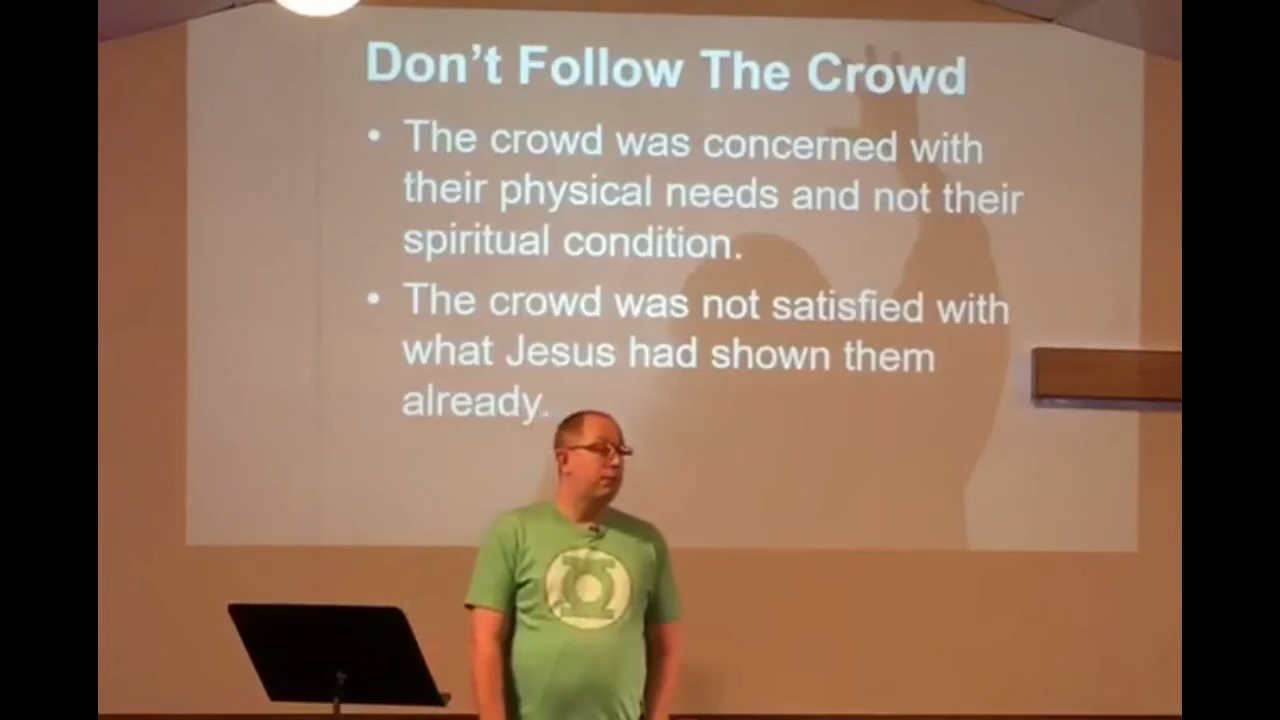 Don't Follow The Crowd
• The crowd was concerned with
their physical needs and not their
spiritual condition.
• The crowd was not satisfied with
what Jesus had shown them
already.